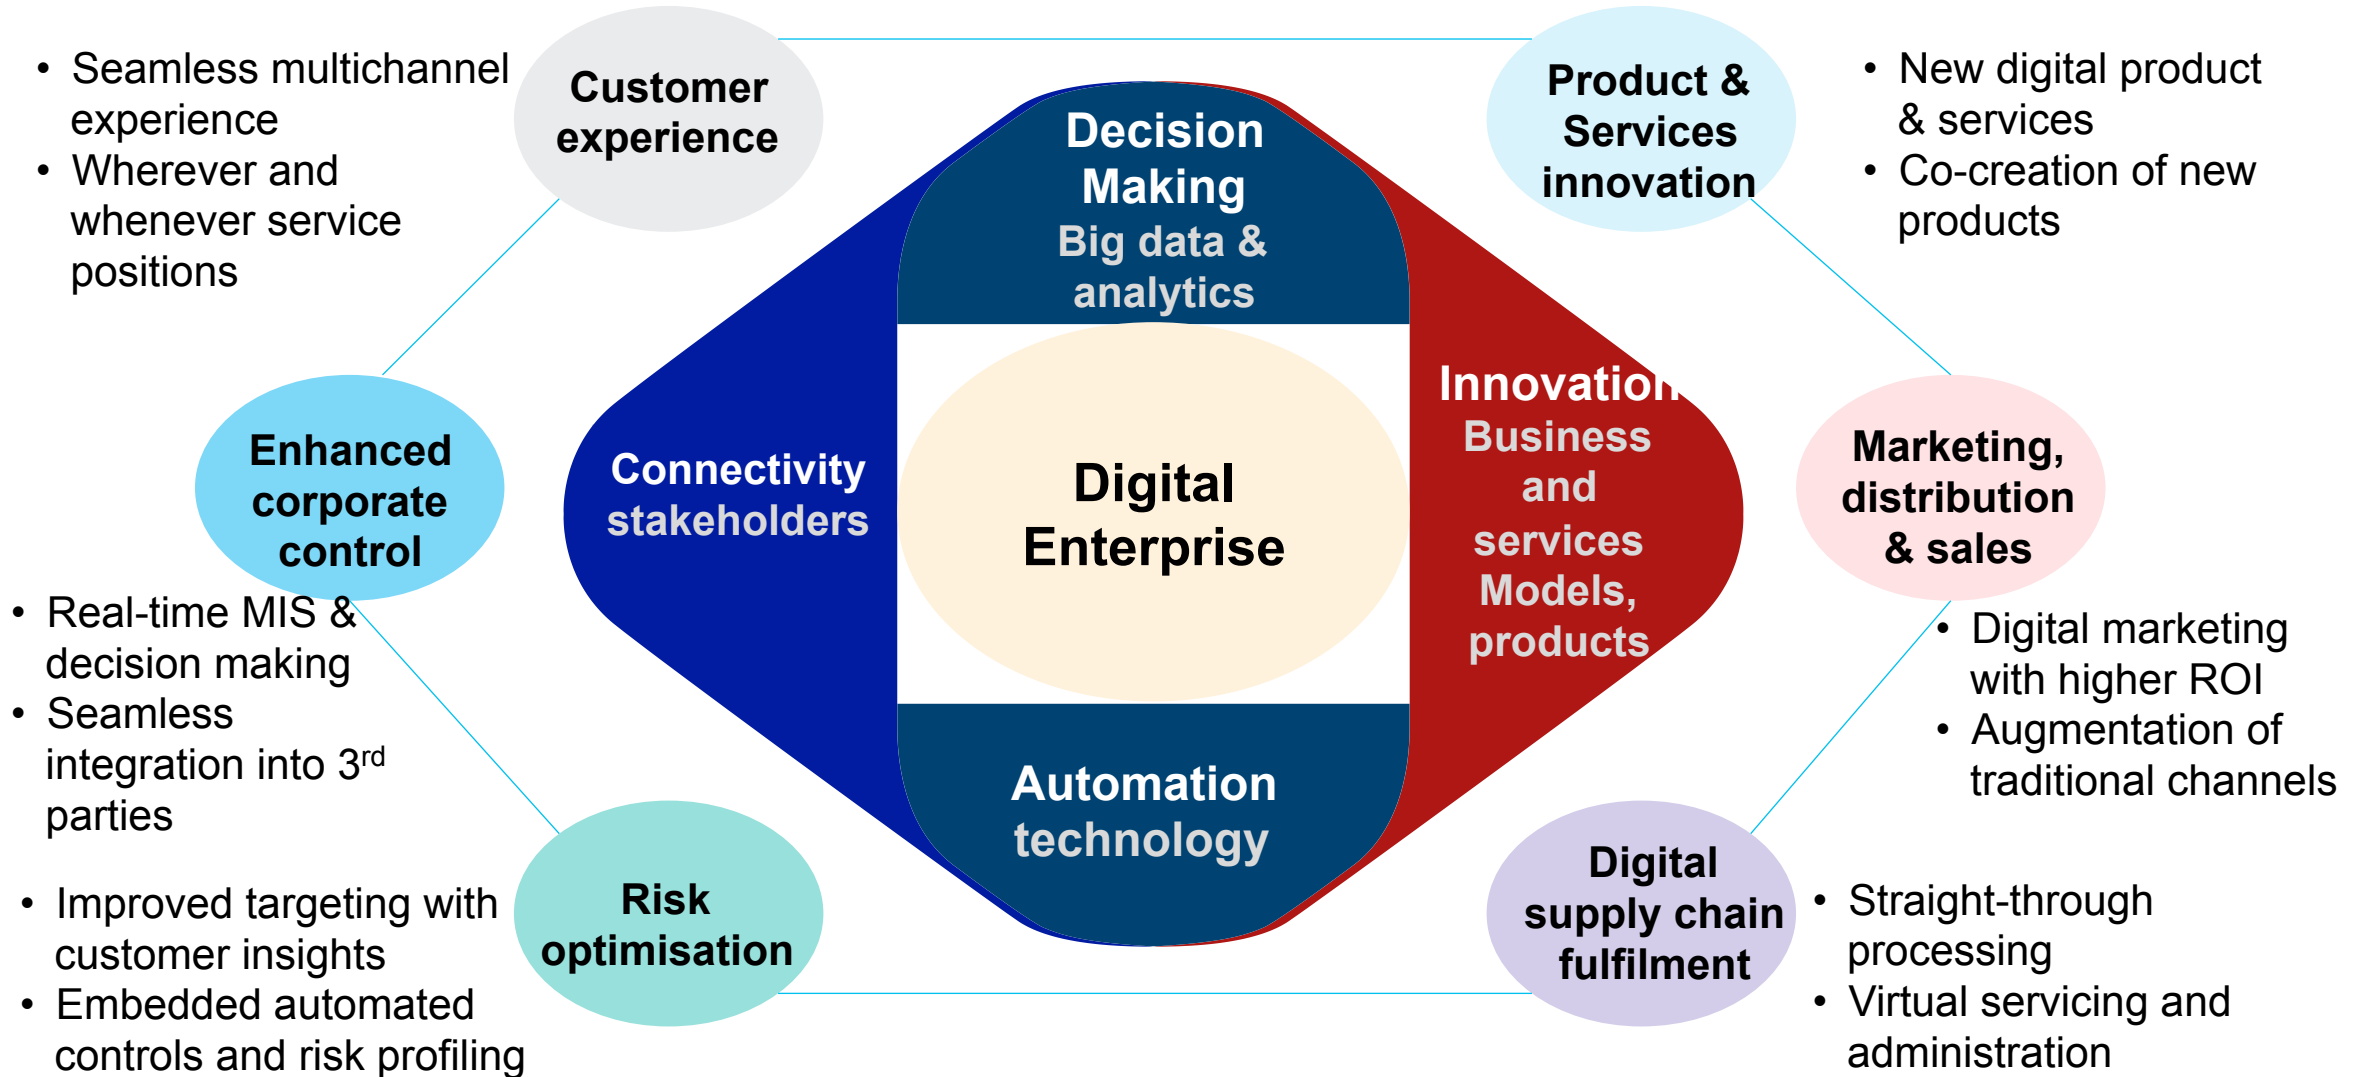 • Seamless multichannel
experience
• Wherever and
whenever service
positions
Customer
experience
Decision
Making
Big data &
analytics
Product &
Services
innovation
• New digital product
& services
• Co-creation of new
products
Enhanced
corporate
control
Connectivity
stakeholders
Digital
Enterprise
Innovation
Business
and
services
Models,
products
Marketing,
distribution
& sales
• Real-time MIS &
decision making
• Seamless
integration into 3rd
parties
• Digital marketing
with higher ROI
• Augmentation of
traditional channels
Automation
technology
• Improved targeting with
customer insights
• Embedded automated
controls and risk profiling
Risk
optimisation
Digital
supply chain
fulfilment
• Straight-through
processing
• Virtual servicing and
administration